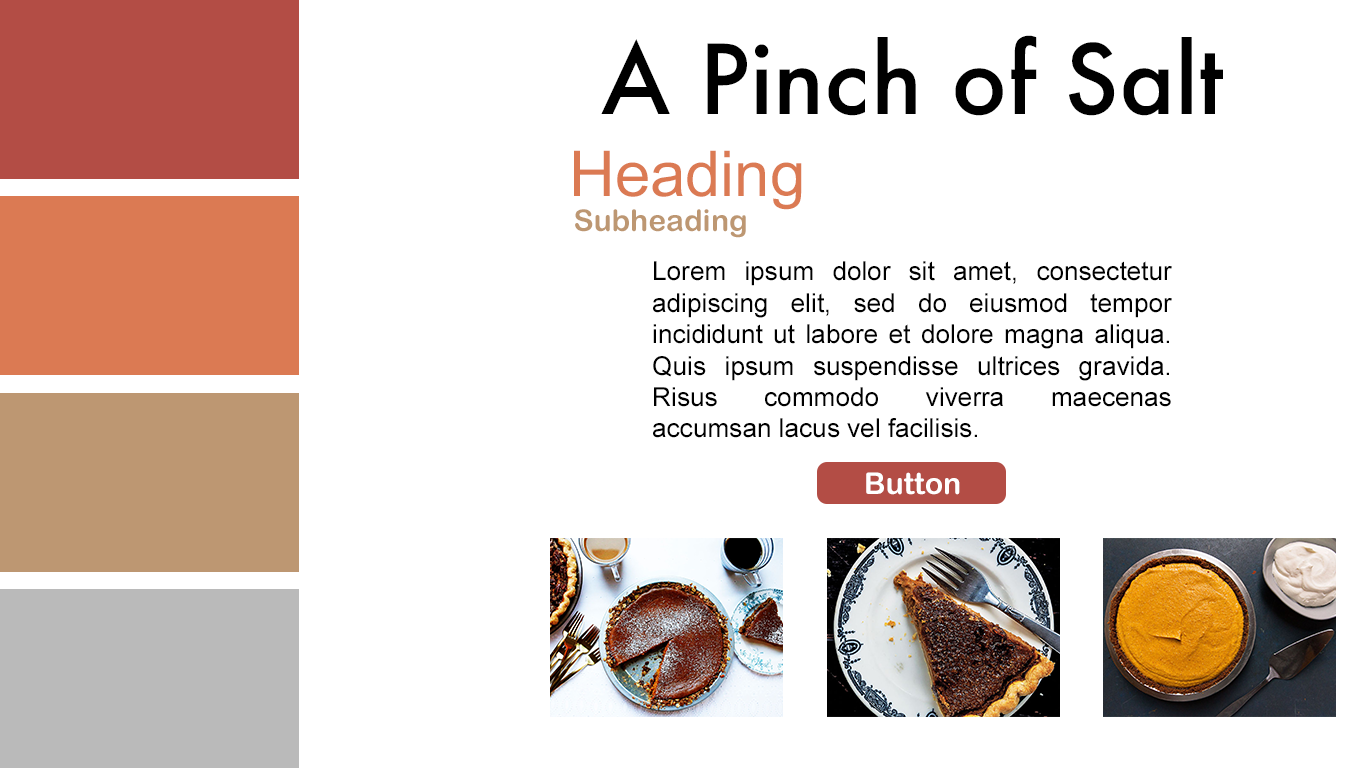 A Pinch of Salt
Heading
Subheading
Lorem ipsum dolor sit amet, consectetur
adipiscing elit, sed do eiusmod tempor
incididunt ut labore et dolore magna aliqua.
Quis ipsum suspendisse ultrices gravida.
Risus commodo viverra maecenas
accumsan lacus vel facilisis.
Button